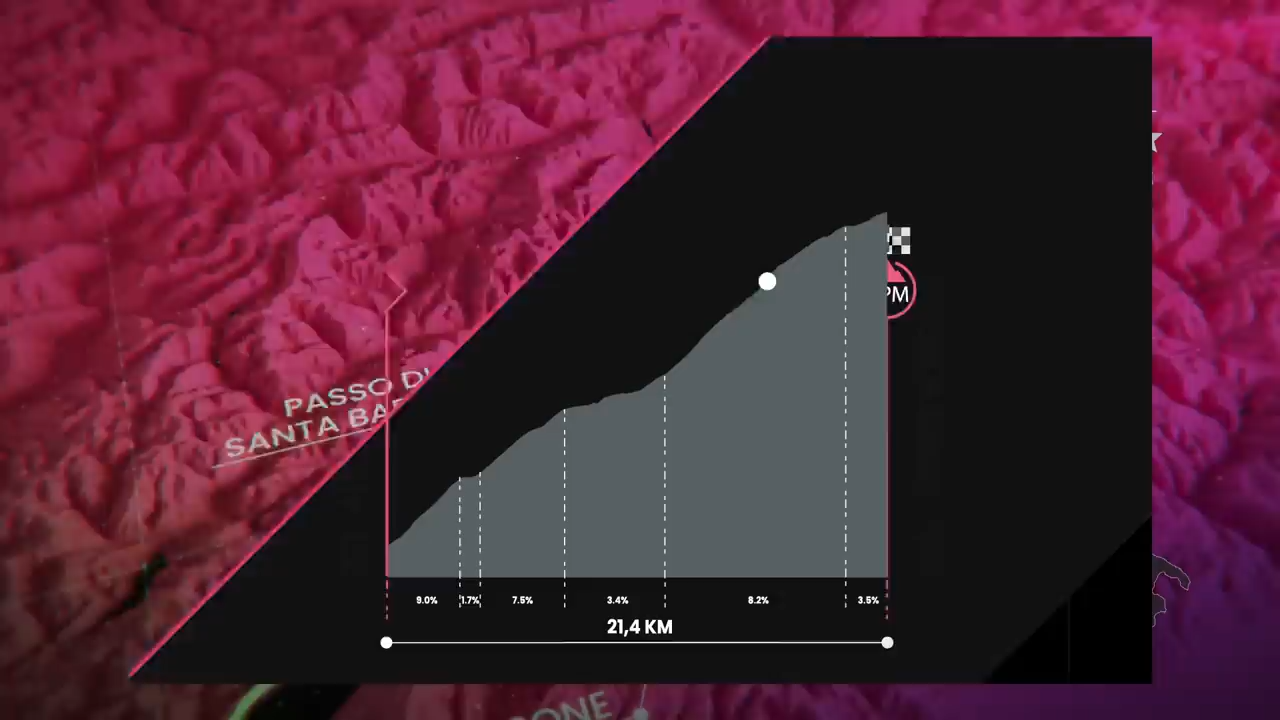 PASSO DI
SANTA BA
PM
9.0%
1.7%
7.5%
3.4%
8.2%
3.5%
21,4 KM
ONE